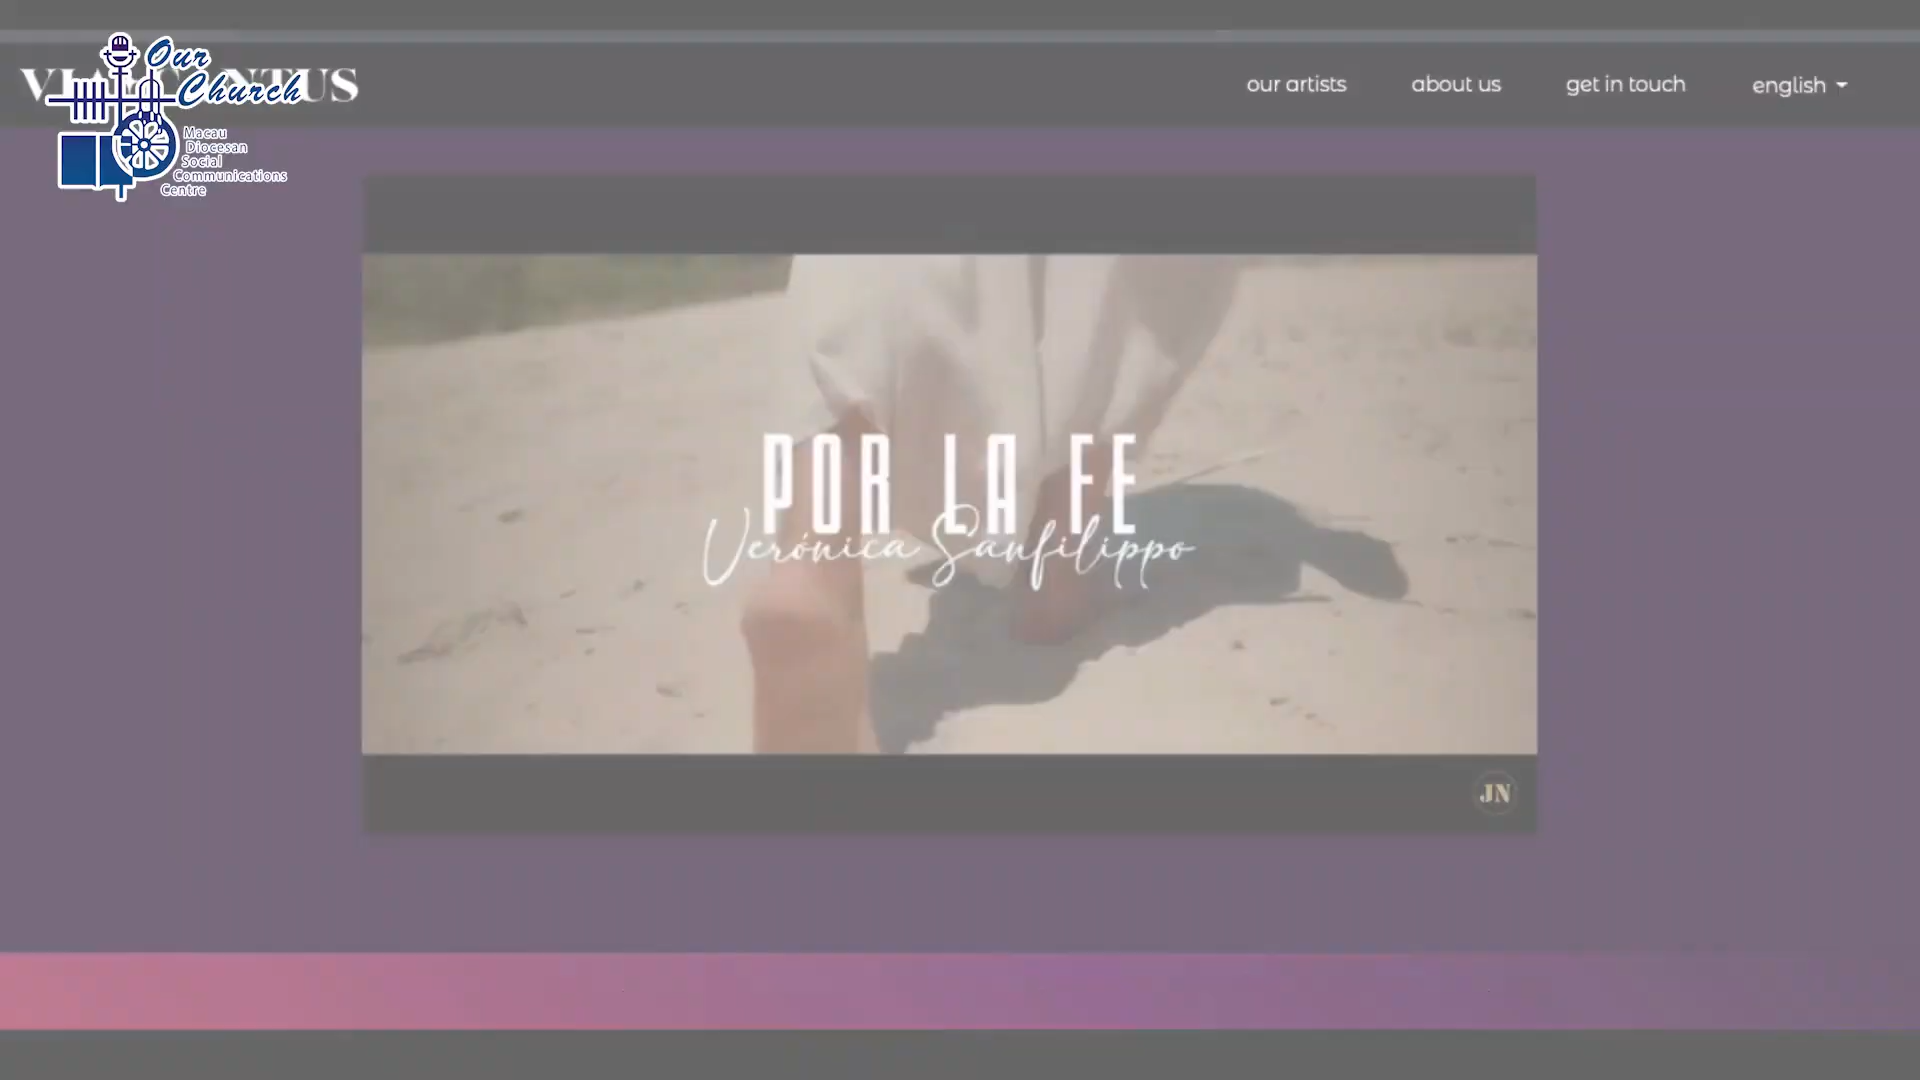 Our
Church
Macau
Diocesan
Social
Communications
Centre
our artists
about us
get in touch
english
POR LA FE
Verónica Sanfilippo
JN